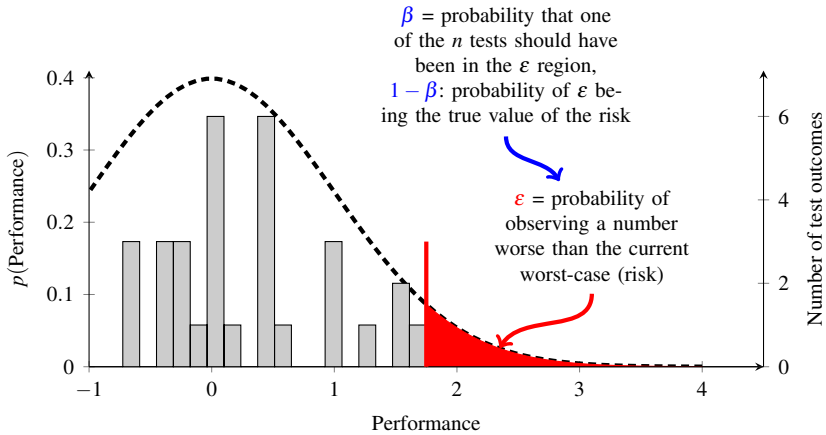 β = probability that one
of the n tests should have
been in the ε region,
1 − β: probability of ε be-
ing the true value of the risk
ε = probability of
observing a number
worse than the current
worst-case (risk)
p(Performance)
0.4
0.3
0.2
0.1
0
−1
0
1
2
3
4
Performance
6
4
2
0
Number of test outcomes